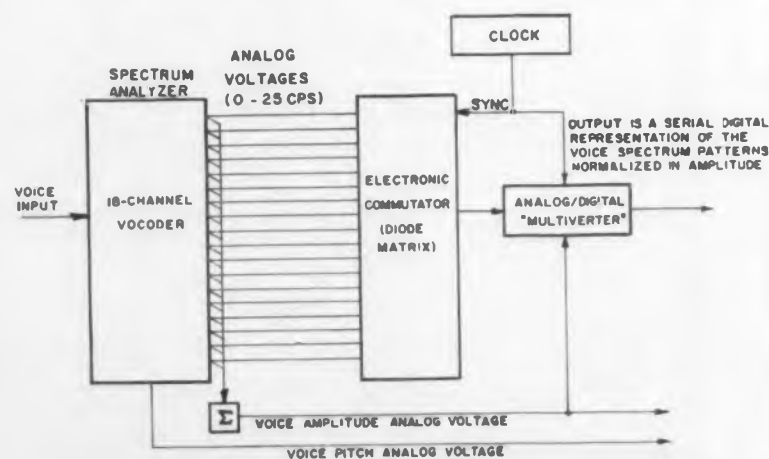 CLOCK
ANALOG
VOLTAGES
(0 - 25 CPS)
SPECTRUM
ANALYZER
SYNC
OUTPUT IS A SERIAL DIGITAL
REPRESENTATION OF THE
VOICE SPECTRUM PATTERNS
NORMALIZED IN AMPLITUDE
VOICE
INPUT
18-CHANNEL
VOCODER
ELECTRONIC
COMMUTATOR
(DIODE
MATRIX)
ANALOG/DIGITAL
"MULTIVERTER"
Σ
VOICE AMPLITUDE ANALOG VOLTAGE
VOICE PITCH ANALOG VOLTAGE